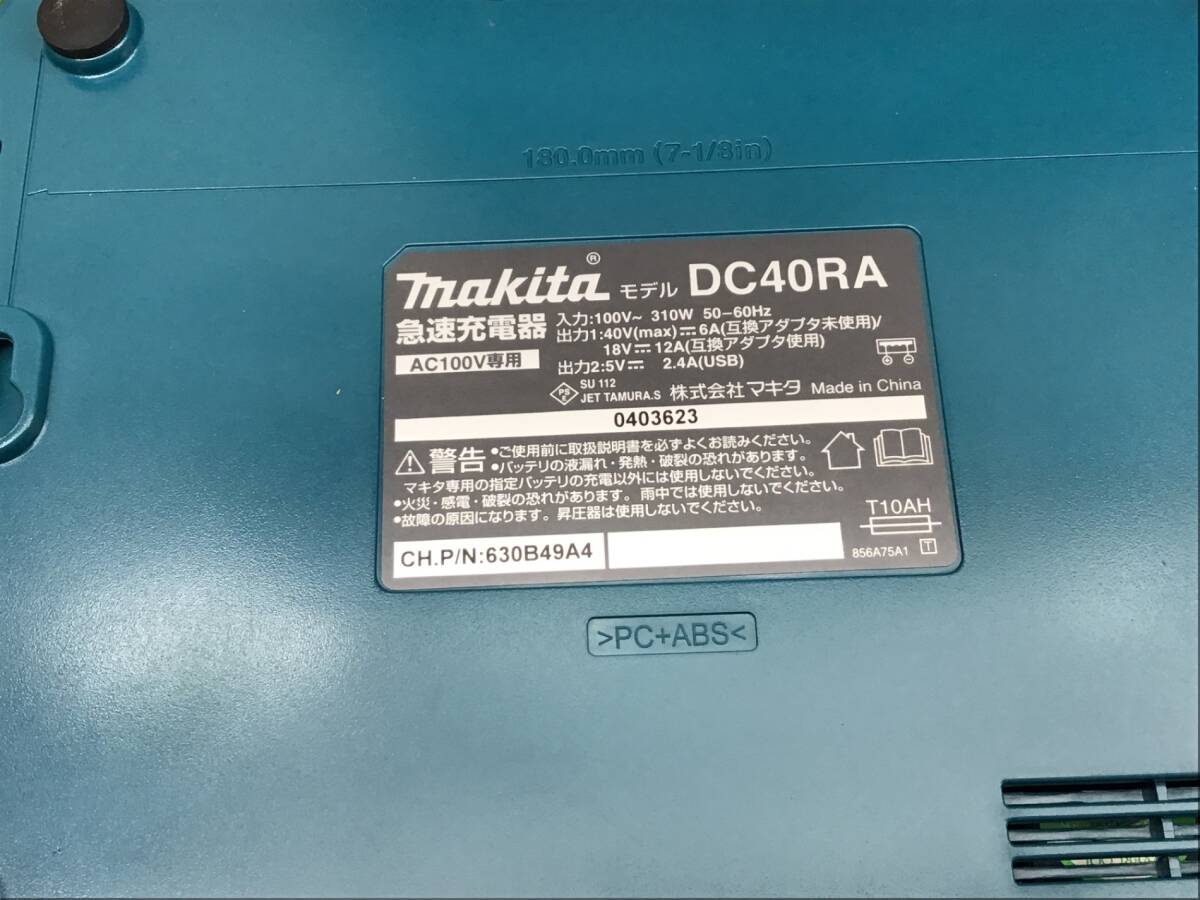 180.0mm (7-1/8in)
makita® モデル DC40RA
急速充電器
AC100V専用
入力:100V~ 310W 50-60Hz
出力1:40V(max)⎓6A(互換アダプタ未使用)/
18V⎓12A(互換アダプタ使用)
出力2:5V⎓ 2.4A(USB)
PS
E
SU 112
JET TAMURA.S 株式会社マキタ Made in China
0403623
警告 •ご使用前に取扱説明書を必ずよくお読みください。
•バッテリの液漏れ・発熱・破裂の恐れがあります。
マキタ専用の指定バッテリの充電以外には使用しないでください。
•火災・感電・破裂の恐れがあります。雨中では使用しないでください。
•故障の原因になります。昇圧器は使用しないでください。
T10AH
CH.P/N:630B49A4
856A75A1 T
>PC+ABS<